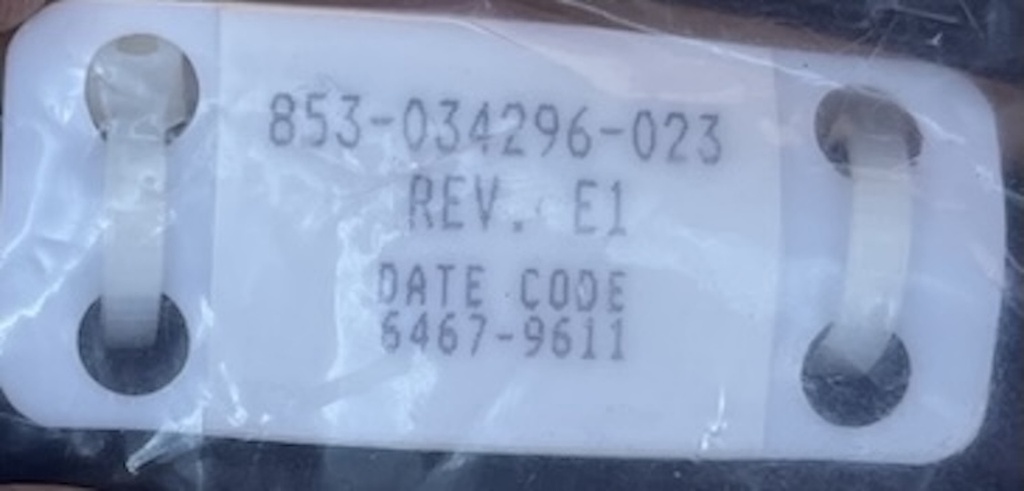 853-034296-023
REV. E1
DATE CODE
6467-9611